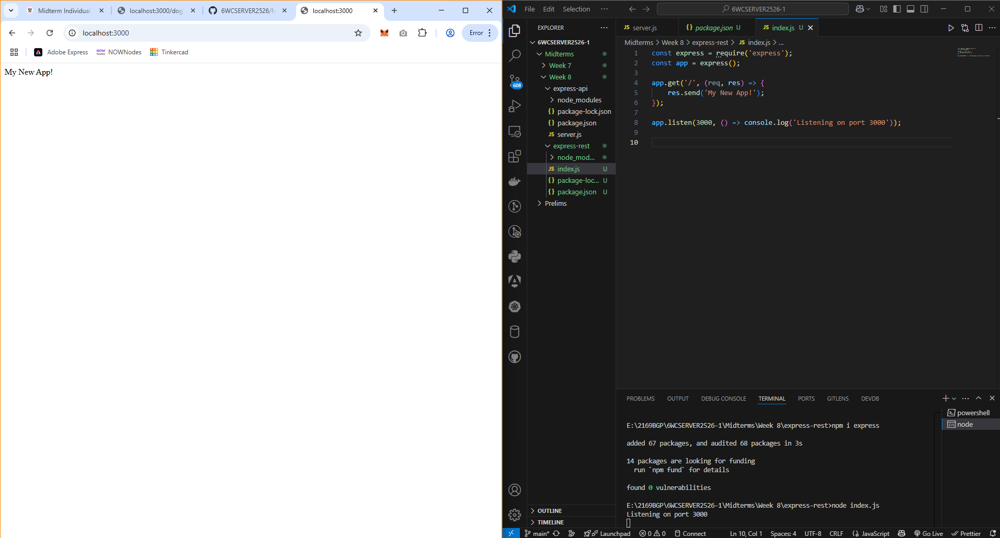 Midterm Individual
localhost:3000/dog
6WCSERVER2526/M
localhost:3000
localhost:3000
Error
Adobe Express
NOW Nodes
NOWNodes
Tinkercad
My New App!
File Edit Selection ...
6WCSERVER2526-1
EXPLORER
6WCSERVER2526-1
Midterms
Week 7
Week 8
express-api
node_modules
{} package-lock.json
{} package.json
JS server.js
express-rest
node_mod...
JS index.js U
{} package-loc... U
{} package.json U
Prelims
OUTLINE
TIMELINE
608
JS server.js
{} package.json U
JS index.js U
Midterms > Week 8 > express-rest > JS index.js > ...
1 const express = require('express');
2 const app = express();
3
4 app.get('/', (req, res) => {
5 res.send('My New App!');
6 });
7
8 app.listen(3000, () => console.log('Listening on port 3000'));
9
10
PROBLEMS OUTPUT DEBUG CONSOLE TERMINAL PORTS GITLENS DEVDB
powershell
node
E:\2169BGP\6WCSERVER2526-1\Midterms\Week 8\express-rest>npm i express
added 67 packages, and audited 68 packages in 3s
14 packages are looking for funding
run `npm fund` for details
found 0 vulnerabilities
E:\2169BGP\6WCSERVER2526-1\Midterms\Week 8\express-rest>node index.js
Listening on port 3000
main* Launchpad 0 0 Connect Ln 10, Col 1 Spaces: 4 UTF-8 CRLF {} JavaScript Go Live Prettier